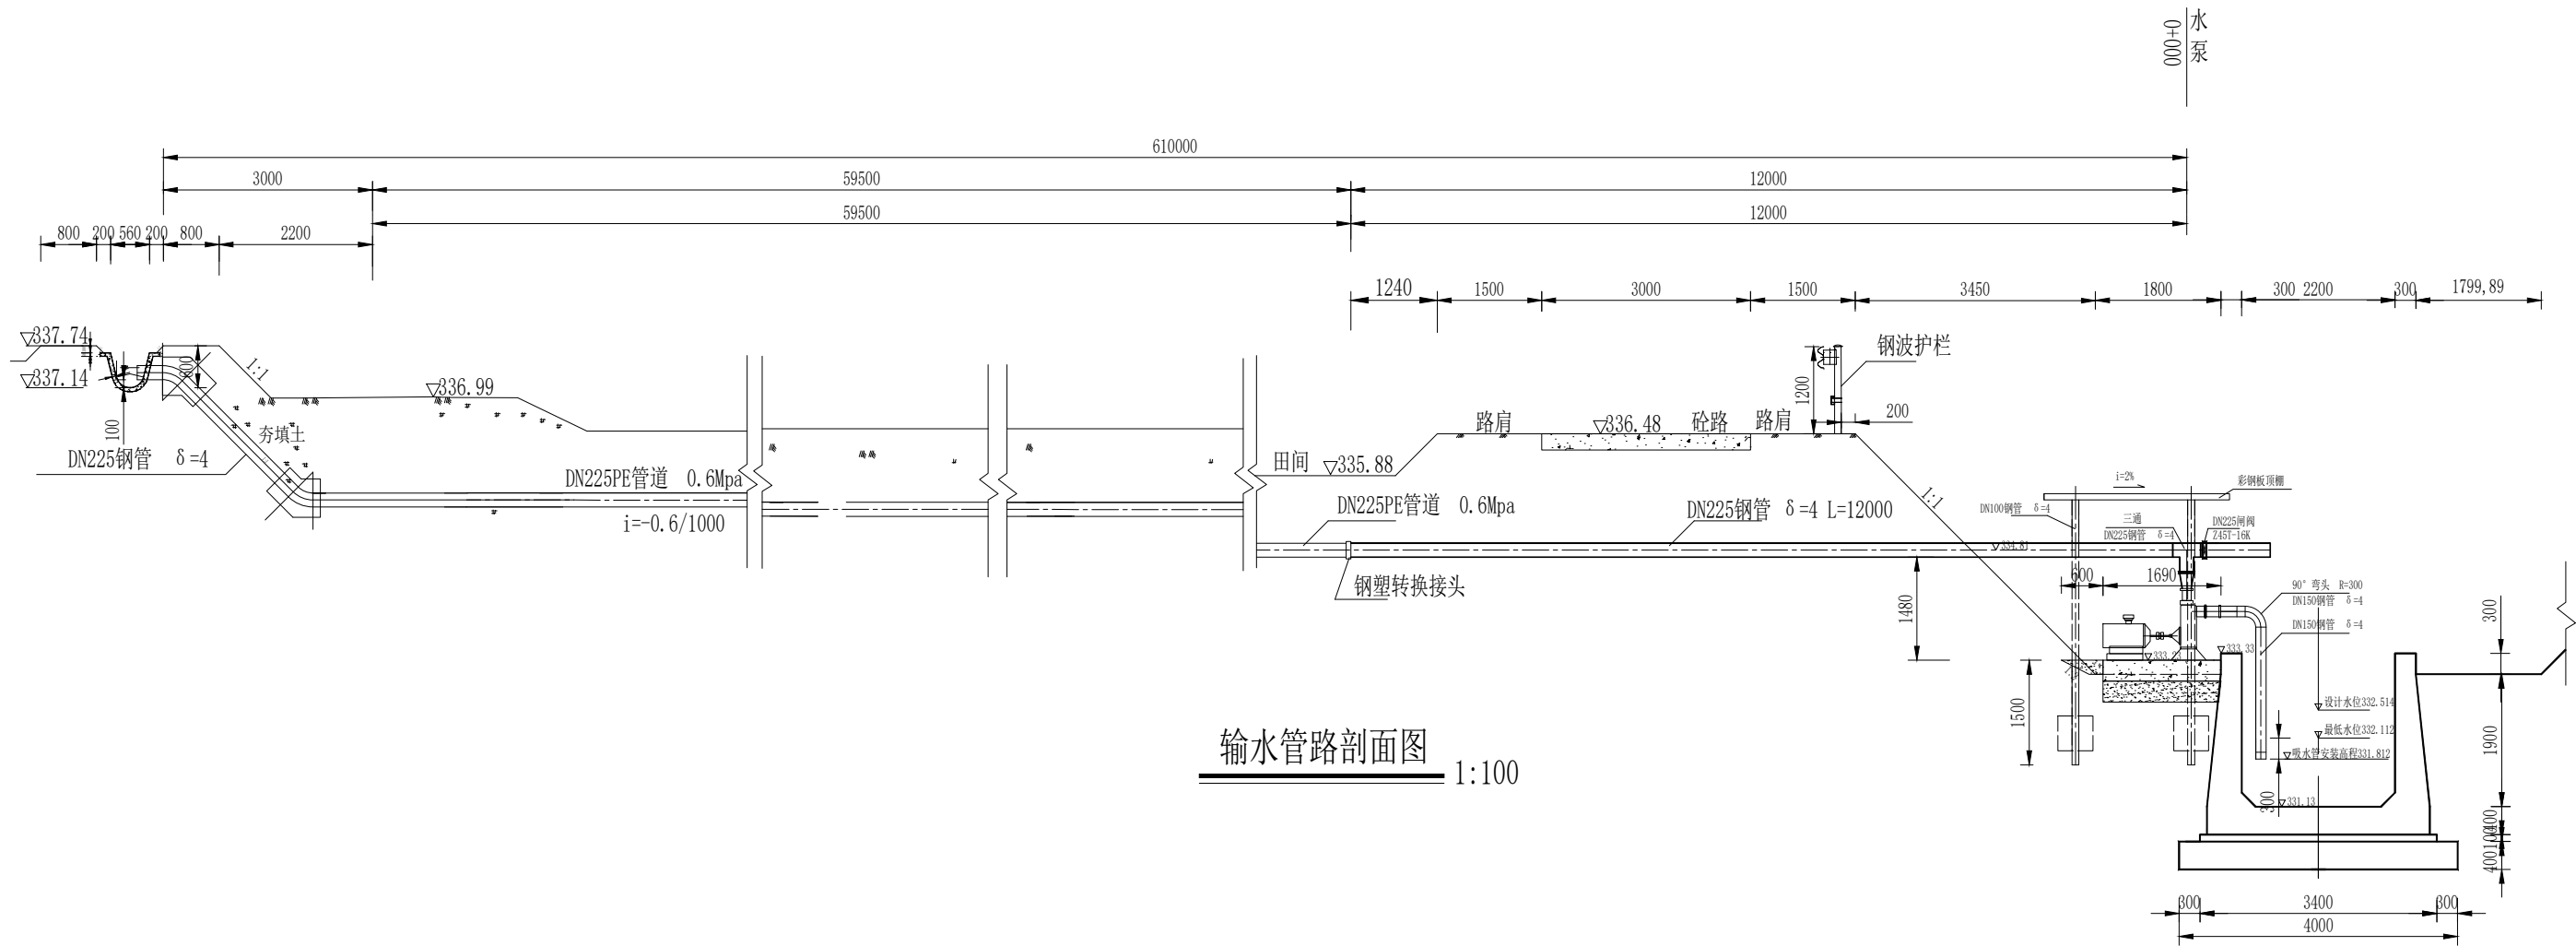 水泵
0+000
610000
3000
59500
12000
59500
12000
800
200
560
200
800
2200
1240
1500
3000
1500
3450
1800
300
2200
300
1799,89
337.74
337.14
600
100
1:1
336.99
夯填土
DN225钢管 δ=4
DN225PE管道 0.6Mpa
i=-0.6/1000
田间
335.88
路肩
336.48
砼路
路肩
1200
钢波护栏
200
DN225PE管道 0.6Mpa
钢塑转换接头
DN225钢管 δ=4 L=12000
1:1
1480
i=2%
彩钢板顶棚
DN100钢管 δ=4
三通
DN225钢管 δ=4
DN225闸阀
Z45T-16K
334.81
600
1690
90°弯头 R=300
DN150钢管 δ=4
DN150钢管 δ=4
333.23
333.33
1500
设计水位332.514
最低水位332.112
吸水管安装高程331.812
300
331.13
300
1900
400
100
400
300
3400
300
4000
输水管路剖面图
1:100